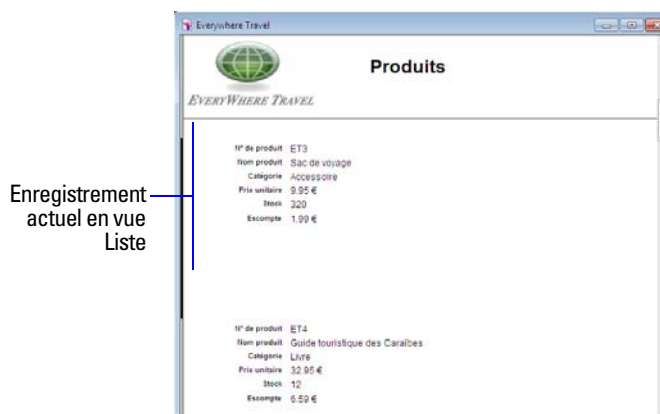 Everywhere Travel
Produits
EVERYWHERE TRAVEL
N° de produit ET3
Nom produit Sac de voyage
Catégorie Accessoire
Prix unitaire 9.95 €
Stock 320
Escompte 1.99 €
Enregistrement
actuel en vue
Liste
N° de produit ET4
Nom produit Guide touristique des Caraïbes
Catégorie Livre
Prix unitaire 32.95 €
Stock 12
Escompte 6.59 €